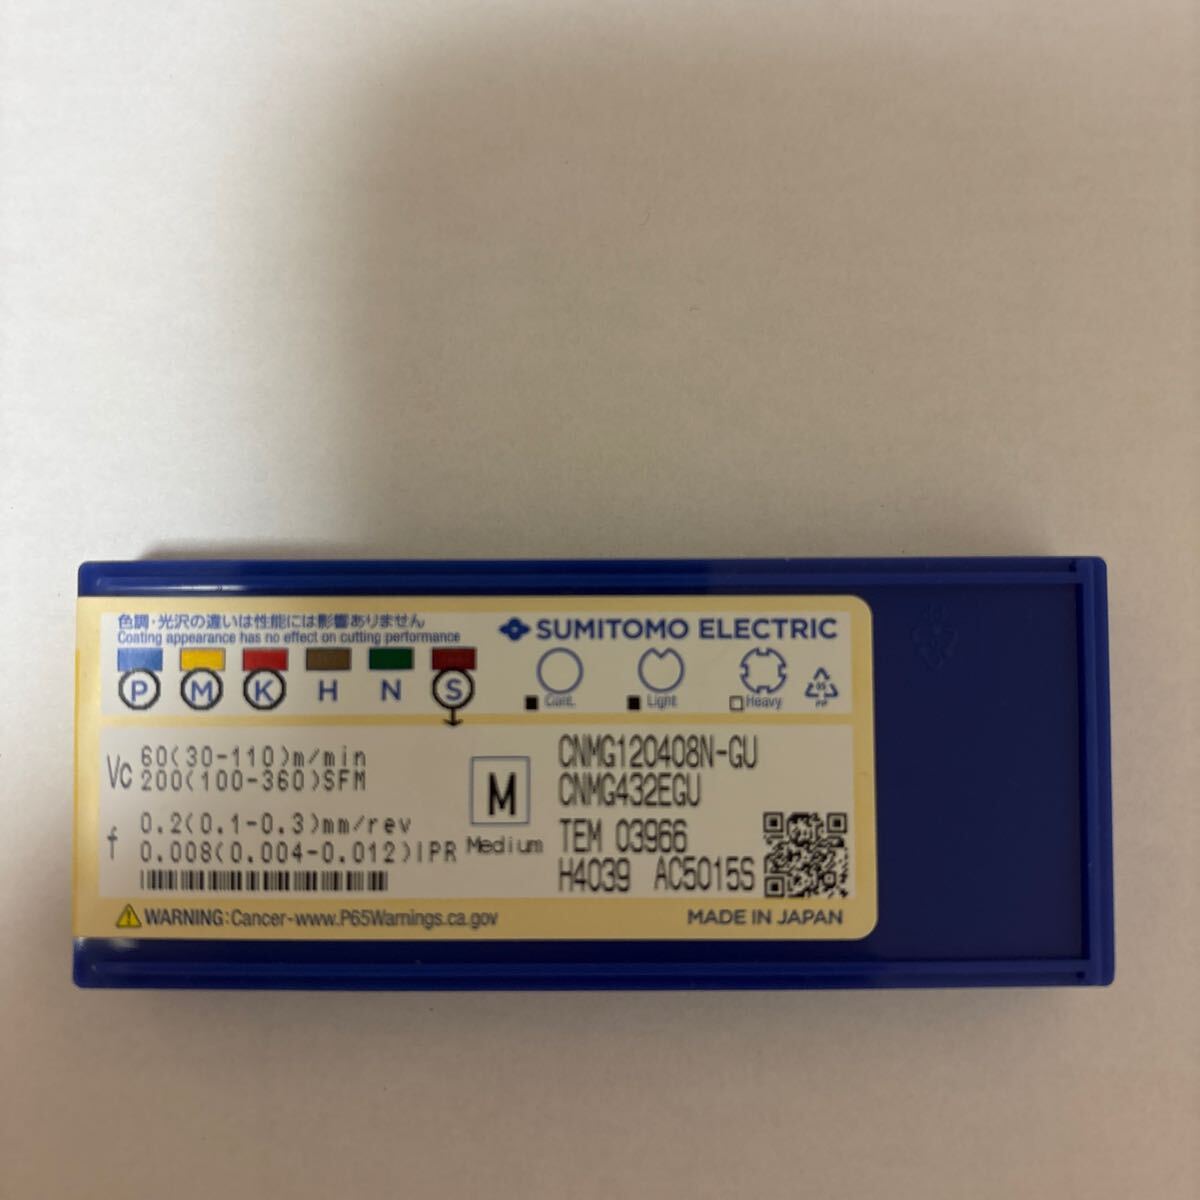 色調・光沢の違いは性能には影響ありません
Coating appearance has no effect on cutting performance
SUMITOMO ELECTRIC
P M K H N S
Cont. Light Heavy
05
PP
Vc 60(30-110)m/min
200(100-360)SFM
f 0.2(0.1-0.3)mm/rev
0.008(0.004-0.012)IPR
M
Medium
CNMG120408N-GU
CNMG432EGU
TEM 03966
H4039 AC5015S
WARNING:Cancer-www.P65Warnings.ca.gov
MADE IN JAPAN